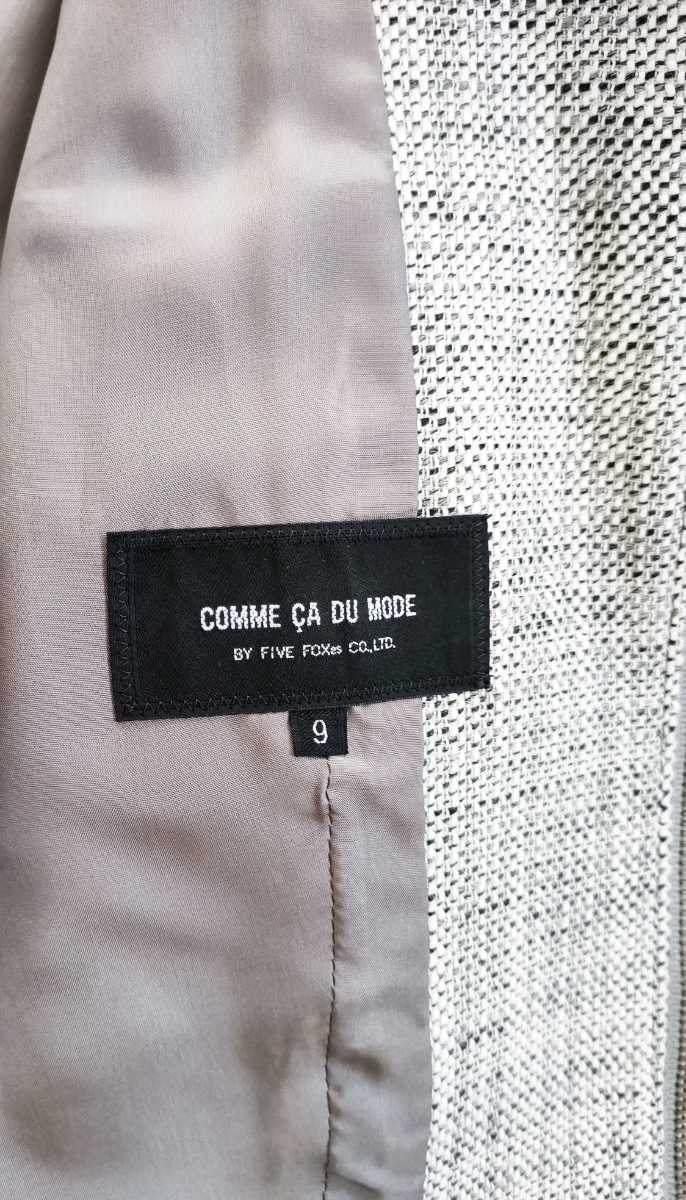 COMME ÇA DU MODE
BY FIVE FOXes CO.,LTD.
9